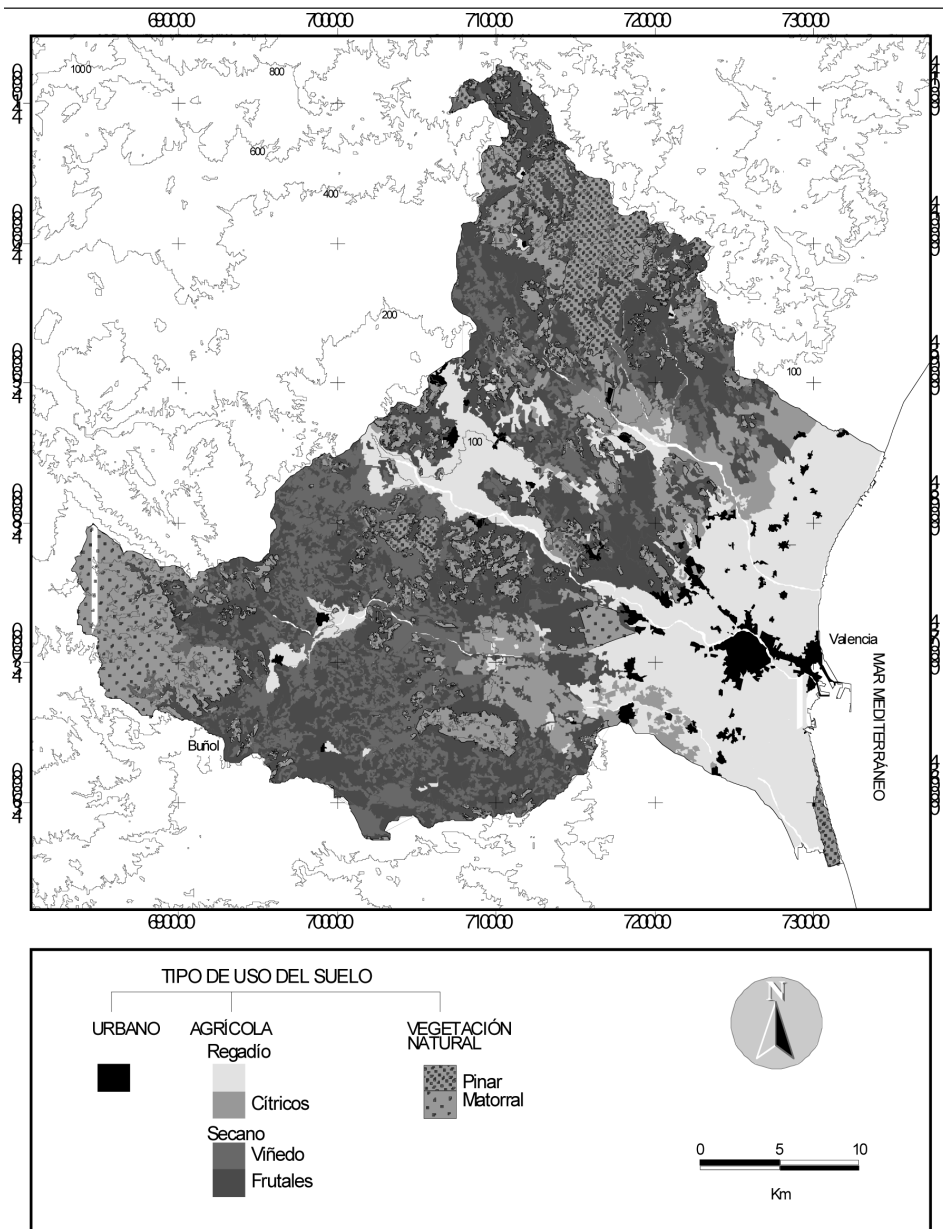 690000 700000 710000 720000 730000
1000
800
600
400
200
100
100
Valencia
MAR MEDITERRÁNEO
Buñol
690000 700000 710000 720000 730000
TIPO DE USO DEL SUELO
URBANO
AGRÍCOLA
VEGETACIÓN
NATURAL
Regadío
Cítricos
Secano
Viñedo
Frutales
Pinar
Matorral
N
0 5 10
Km